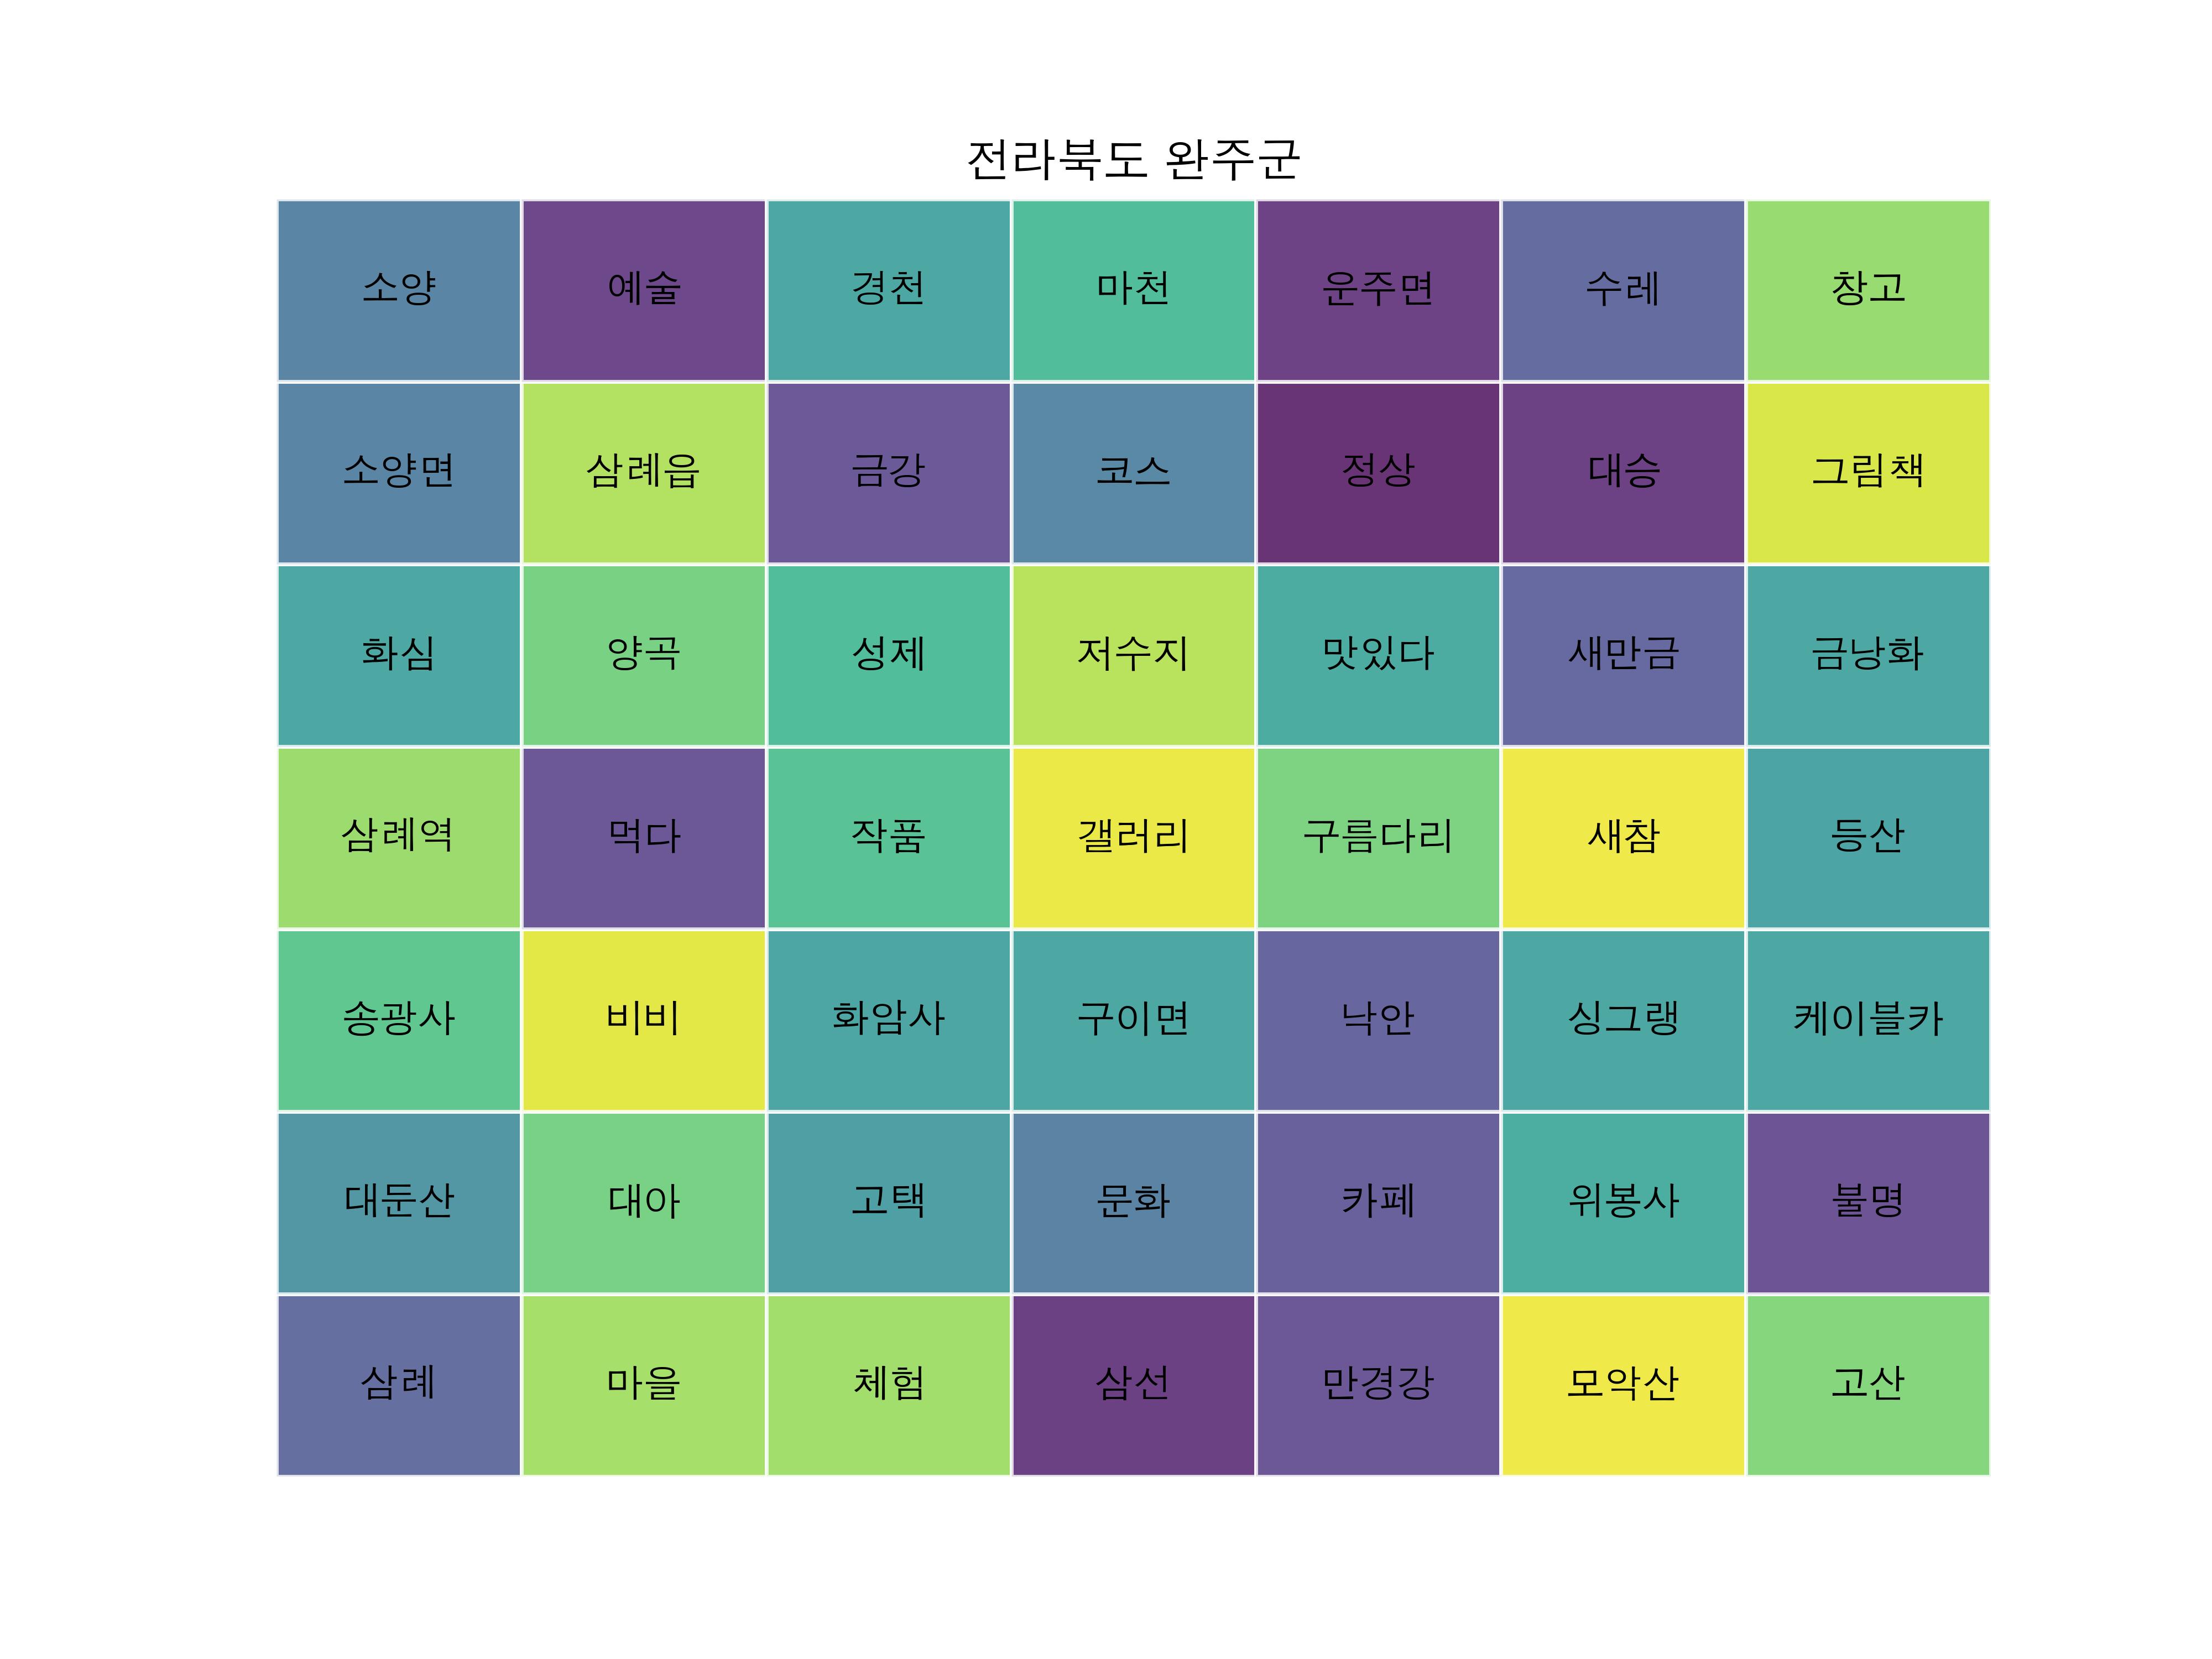 전라북도 완주군
소양 예술 경천 마천 운주면 수레 창고
소양면 삼례읍 금강 코스 정상 대승 그림책
화심 양곡 성제 저수지 맛있다 새만금 금낭화
삼례역 먹다 작품 갤러리 구름다리 새참 등산
송광사 비비 화암사 구이면 낙안 싱그랭 케이블카
대둔산 대아 고택 문화 카페 위봉사 불명
삼례 마을 체험 삼선 만경강 모악산 고산